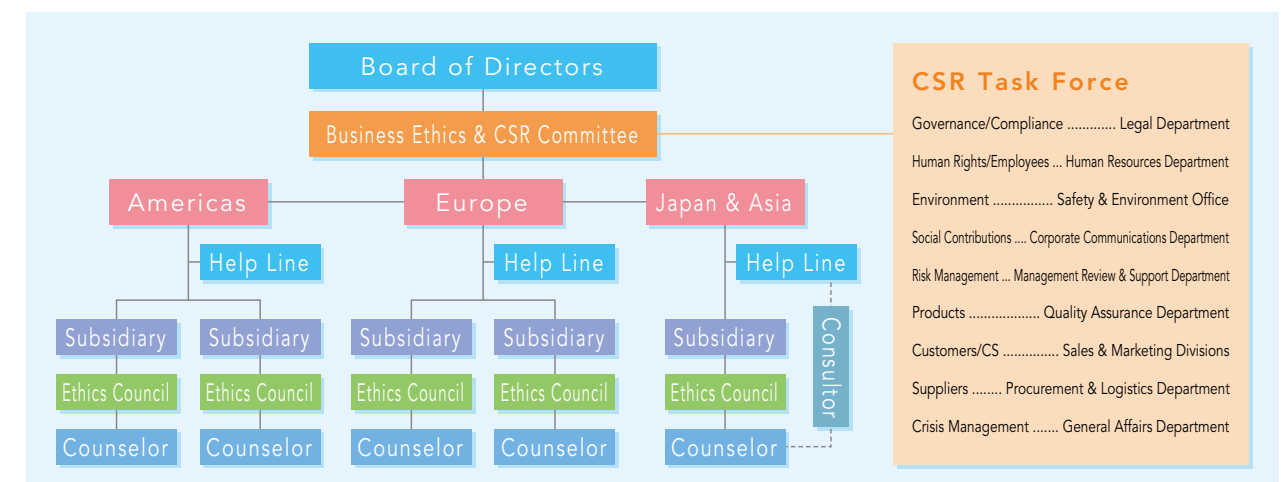 Board of Directors
Business Ethics & CSR Committee
Americas
Europe
Japan & Asia
Help Line
Help Line
Help Line
Subsidiary
Subsidiary
Subsidiary
Subsidiary
Subsidiary
Ethics Council
Ethics Council
Ethics Council
Ethics Council
Ethics Council
Counselor
Counselor
Counselor
Counselor
Counselor
Consultor
CSR Task Force
Governance/Compliance ............. Legal Department
Human Rights/Employees ... Human Resources Department
Environment ................ Safety & Environment Office
Social Contributions .... Corporate Communications Department
Risk Management ... Management Review & Support Department
Products ................... Quality Assurance Department
Customers/CS ............... Sales & Marketing Divisions
Suppliers ........ Procurement & Logistics Department
Crisis Management ....... General Affairs Department